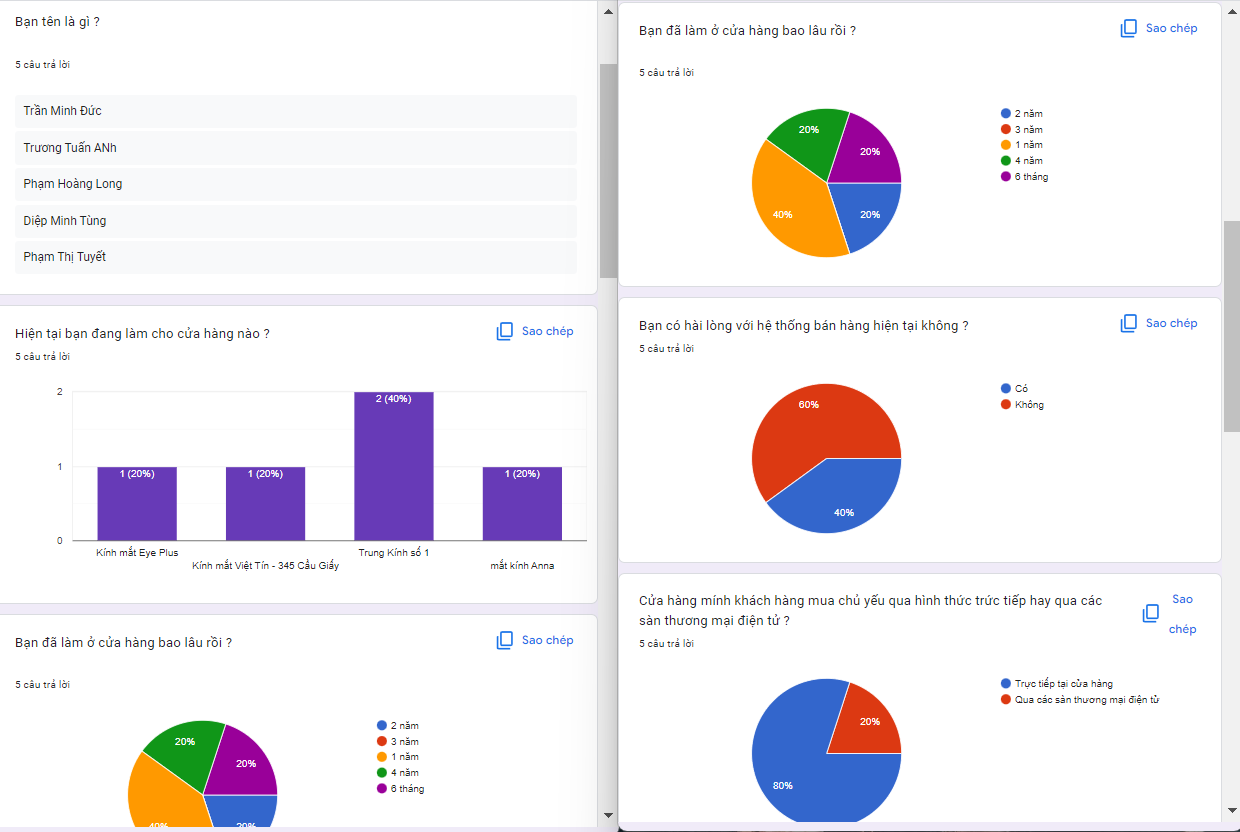 Bạn tên là gì ?
5 câu trả lời
Trần Minh Đức
Trương Tuấn ANh
Phạm Hoàng Long
Diệp Minh Tùng
Phạm Thị Tuyết
Hiện tại bạn đang làm cho cửa hàng nào ?
Sao chép
5 câu trả lời
2
1
0
2 (40%)
1 (20%)
1 (20%)
1 (20%)
Kính mắt Eye Plus
Kính mắt Việt Tín - 345 Cầu Giấy
Trung Kính số 1
mắt kính Anna
Bạn đã làm ở cửa hàng bao lâu rồi ?
Sao chép
5 câu trả lời
20%
20%
40%
20%
2 năm
3 năm
1 năm
4 năm
6 tháng
Bạn đã làm ở cửa hàng bao lâu rồi ?
Sao chép
5 câu trả lời
20%
20%
40%
20%
2 năm
3 năm
1 năm
4 năm
6 tháng
Bạn có hài lòng với hệ thống bán hàng hiện tại không ?
Sao chép
5 câu trả lời
60%
40%
Có
Không
Cửa hàng mính khách hàng mua chủ yếu qua hình thức trức tiếp hay qua các
sàn thương mại điện tử ?
Sao
chép
5 câu trả lời
20%
80%
Trực tiếp tại cửa hàng
Qua các sàn thương mại điện tử